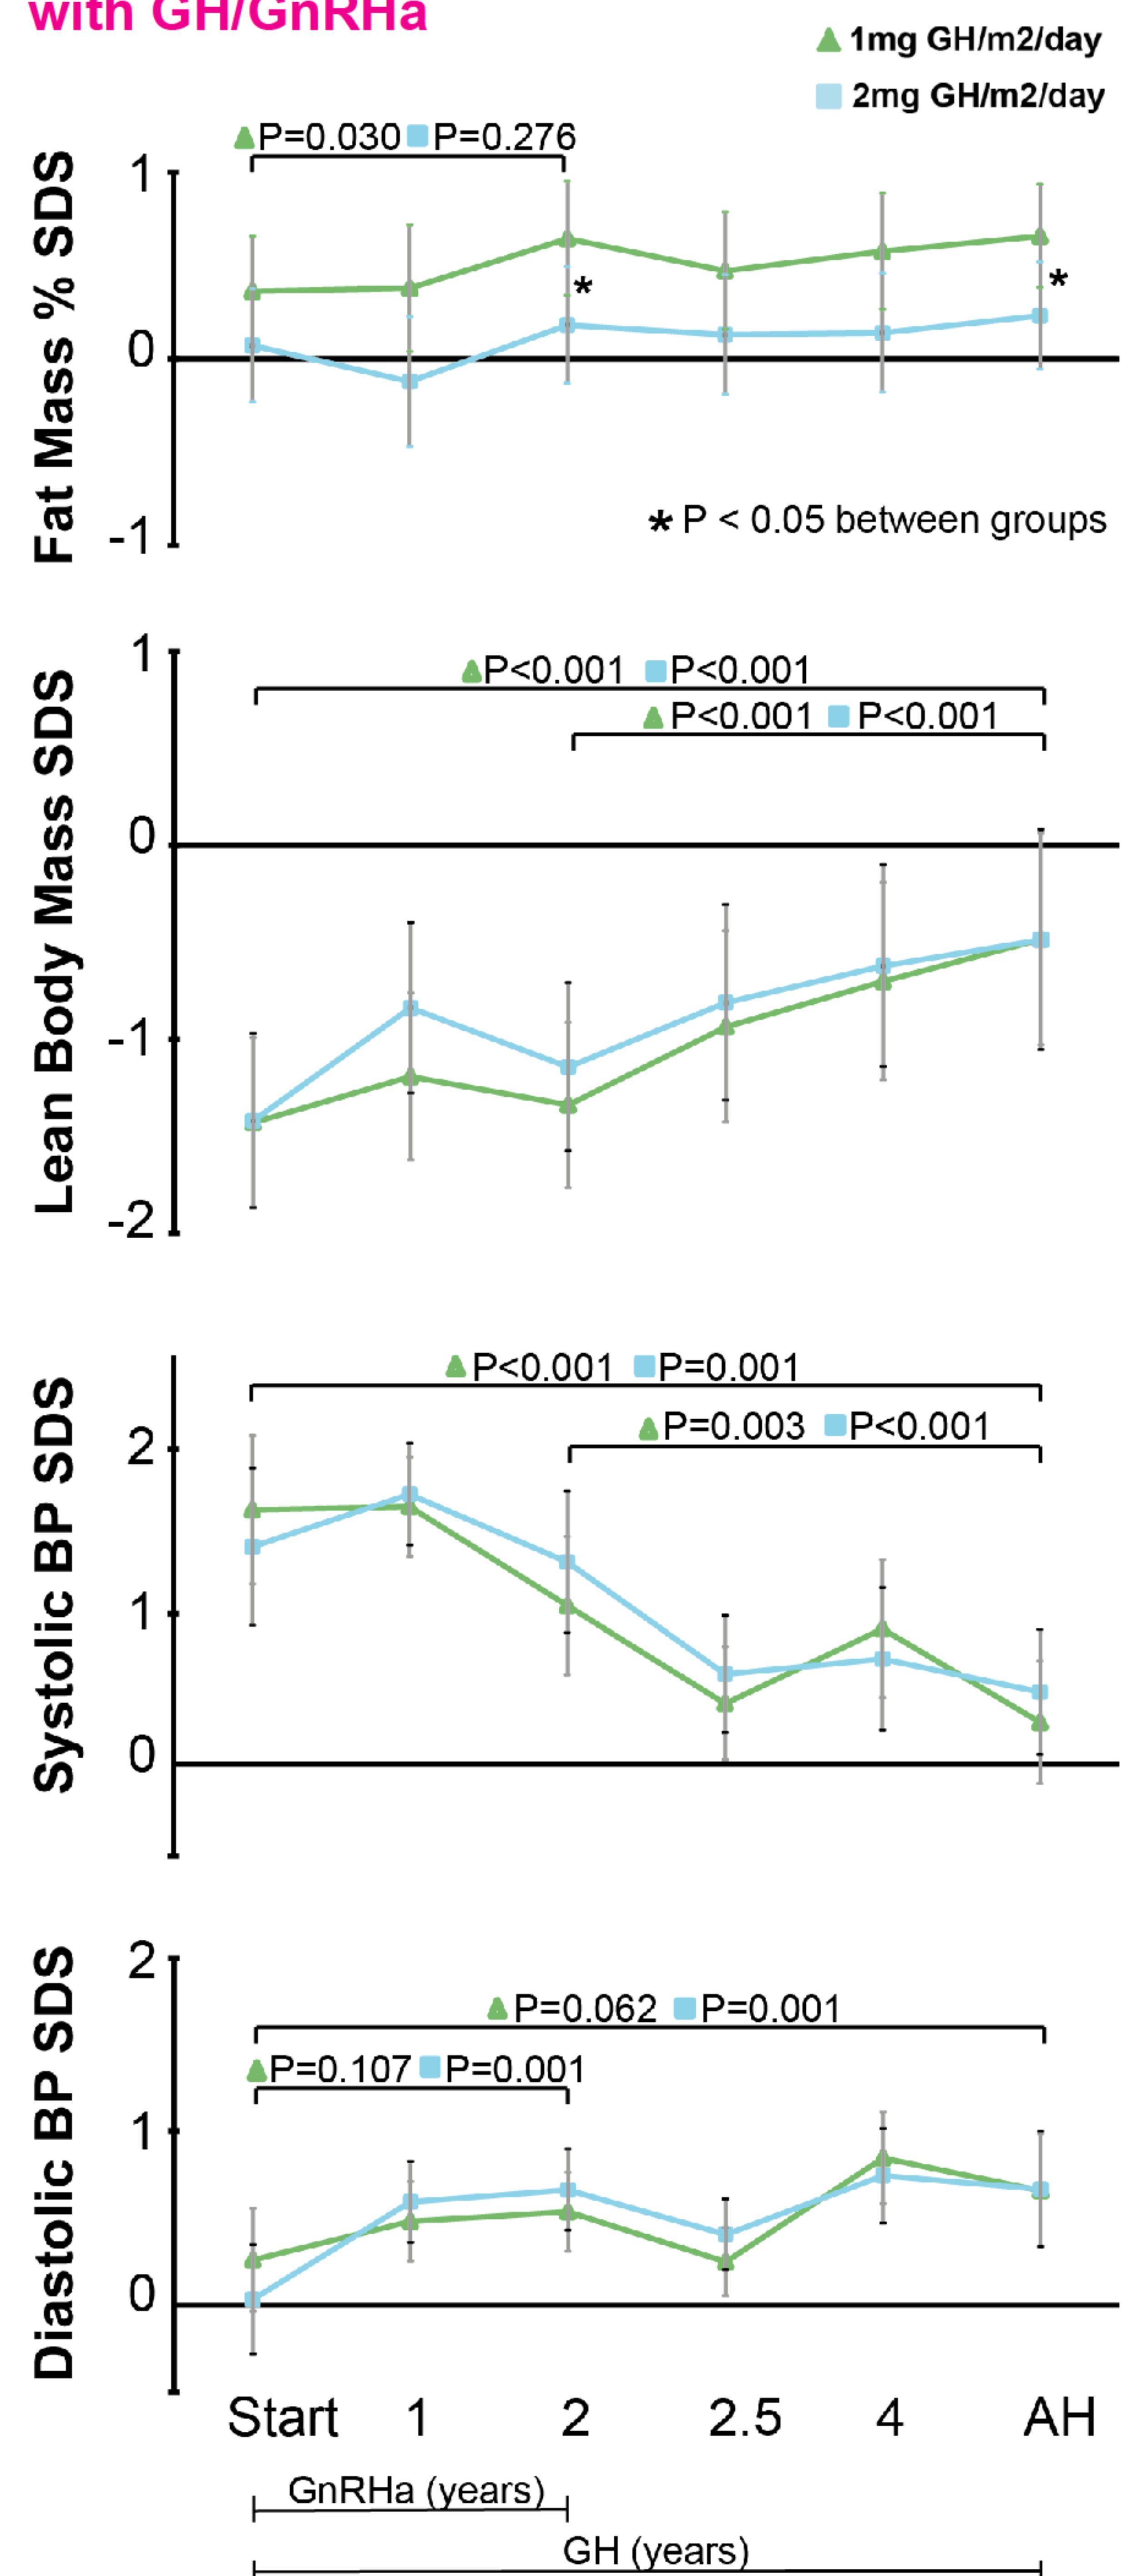 with GH/GnRHa
1mg GH/m2/day
2mg GH/m2/day
P=0.030 P=0.276
Fat Mass % SDS
1
0
-1
*
*
* P < 0.05 between groups
Lean Body Mass SDS
1
0
-1
-2
P<0.001 P<0.001
P<0.001 P<0.001
Systolic BP SDS
2
1
0
P<0.001 P=0.001
P=0.003 P<0.001
Diastolic BP SDS
2
1
0
P=0.062 P=0.001
P=0.107 P=0.001
Start 1 2 2.5 4 AH
GnRHa (years)
GH (years)